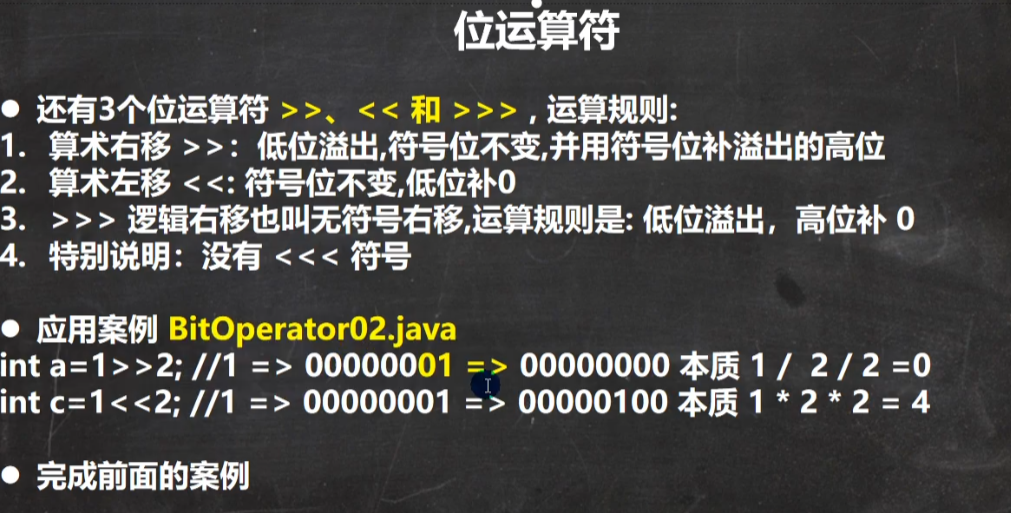 位运算符
● 还有3个位运算符 >>、<< 和 >>> , 运算规则:
1. 算术右移 >>：低位溢出,符号位不变,并用符号位补溢出的高位
2. 算术左移 <<: 符号位不变,低位补0
3. >>> 逻辑右移也叫无符号右移,运算规则是: 低位溢出，高位补 0
4. 特别说明：没有 <<< 符号
● 应用案例 BitOperator02.java
int a=1>>2; //1 => 00000001 => 00000000 本质 1 / 2 / 2 =0
int c=1<<2; //1 => 00000001 => 00000100 本质 1 * 2 * 2 = 4
● 完成前面的案例